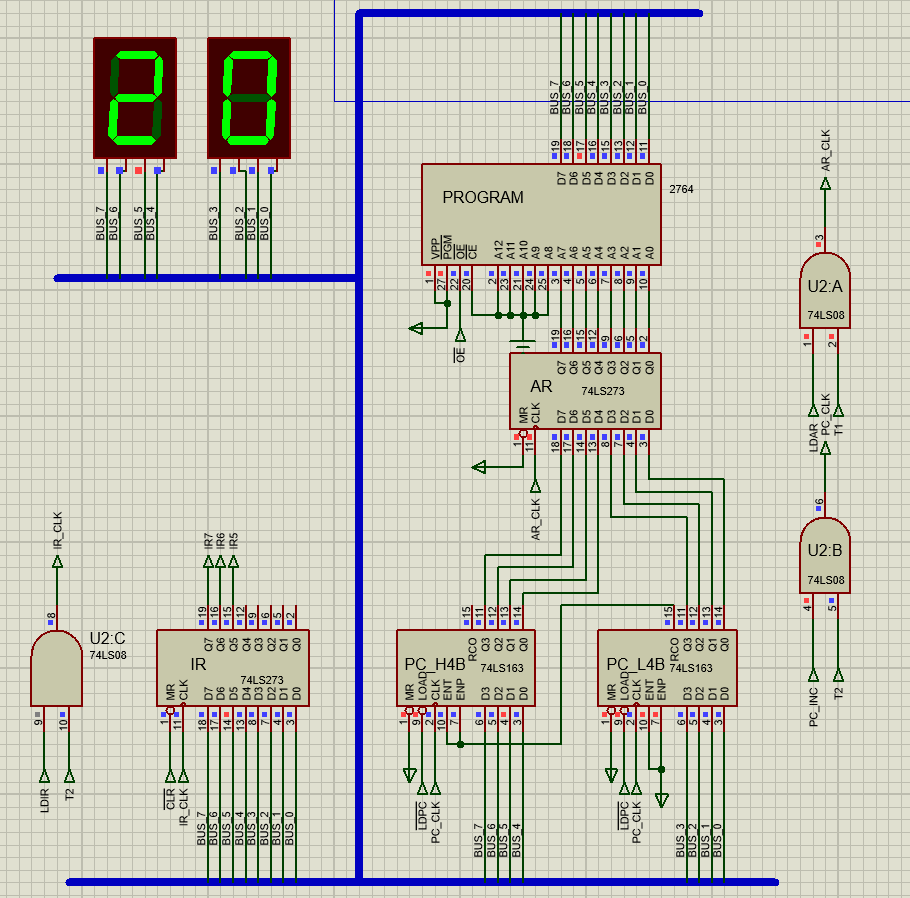 BUS_7
BUS_6
BUS_5
BUS_4
BUS_3
BUS_2
BUS_1
BUS_0
BUS_7
BUS_6
BUS_5
BUS_4
BUS_3
BUS_2
BUS_1
BUS_0
20
19
18
17
16
15
13
12
11
D7
D6
D5
D4
D3
D2
D1
D0
PROGRAM
2764
VPP
PGM
OE
CE
A12
A11
A10
A9
A8
A7
A6
A5
A4
A3
A2
A1
A0
1
27
22
20
2
23
21
24
25
3
4
5
6
7
8
9
10
OE
19
16
15
12
9
6
5
2
Q7
Q6
Q5
Q4
Q3
Q2
Q1
Q0
AR
74LS273
MR
CLK
D7
D6
D5
D4
D3
D2
D1
D0
1
11
18
17
14
13
8
7
4
3
AR_CLK
AR_CLK
3
U2:A
74LS08
1
2
LDAR
T1
PC_CLK
6
U2:B
74LS08
4
5
PC_INC
T2
IR_CLK
8
U2:C
74LS08
9
10
LDIR
T2
IR7
IR6
IR5
19
16
15
12
9
6
5
2
Q7
Q6
Q5
Q4
Q3
Q2
Q1
Q0
IR
74LS273
MR
CLK
D7
D6
D5
D4
D3
D2
D1
D0
1
11
18
17
14
13
8
7
4
3
CLR
IR_CLK
BUS_7
BUS_6
BUS_5
BUS_4
BUS_3
BUS_2
BUS_1
BUS_0
15
11
12
13
14
RCO
Q3
Q2
Q1
Q0
PC_H4B
74LS163
MR
LOAD
CLK
ENT
ENP
D3
D2
D1
D0
1
9
2
10
7
6
5
4
3
LDPC
PC_CLK
BUS_7
BUS_6
BUS_5
BUS_4
15
11
12
13
14
RCO
Q3
Q2
Q1
Q0
PC_L4B
74LS163
MR
LOAD
CLK
ENT
ENP
D3
D2
D1
D0
1
9
2
10
7
6
5
4
3
LDPC
PC_CLK
BUS_3
BUS_2
BUS_1
BUS_0